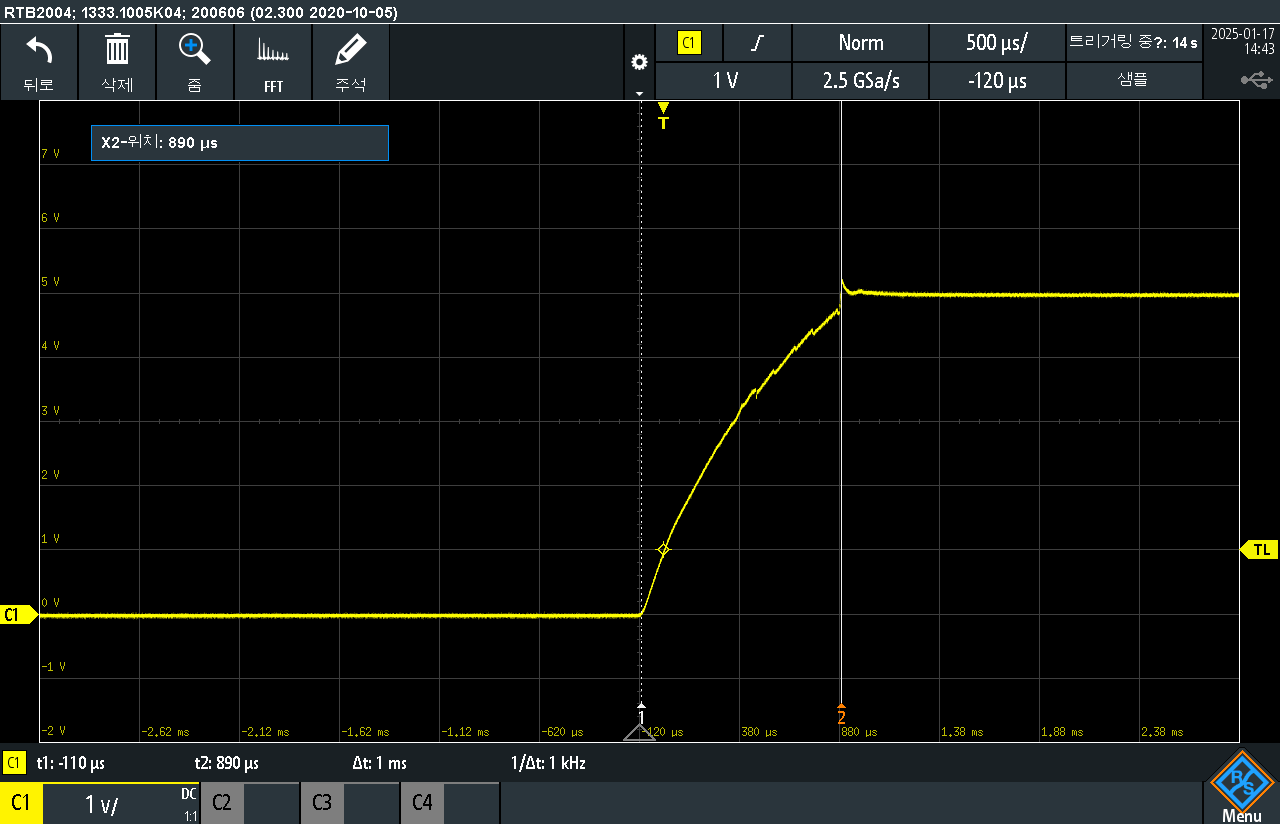 RTB2004; 1333.1005K04; 200606 (02.300 2020-10-05)
뒤로
삭제
줌
FFT
주석
C1
Norm
500 µs/
트리거링 중?: 14 s
2025-01-17
14:43
1 V
2.5 GSa/s
-120 µs
샘플
T
X2-위치: 890 µs
7 V
6 V
5 V
4 V
3 V
2 V
1 V
TL
0 V
C1
-1 V
1
2
-2 V
-2.62 ms
-2.12 ms
-1.62 ms
-1.12 ms
-620 µs
-120 µs
380 µs
880 µs
1.38 ms
1.88 ms
2.38 ms
C1 t1: -110 µs t2: 890 µs Δt: 1 ms 1/Δt: 1 kHz
C1
1 V/
DC
1:1
C2
C3
C4
R S
Menu